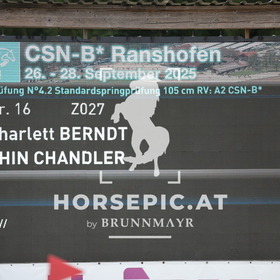 CSN-B* Ranshofen
26. - 28. September 2025
üfung N°4.2 Standardspringprüfung 105 cm RV: A2 CSN-B*
r. 16 Z027
harlett BERNDT
HIN CHANDLER
HORSEPIC.AT
by BRUNNMAYR
//